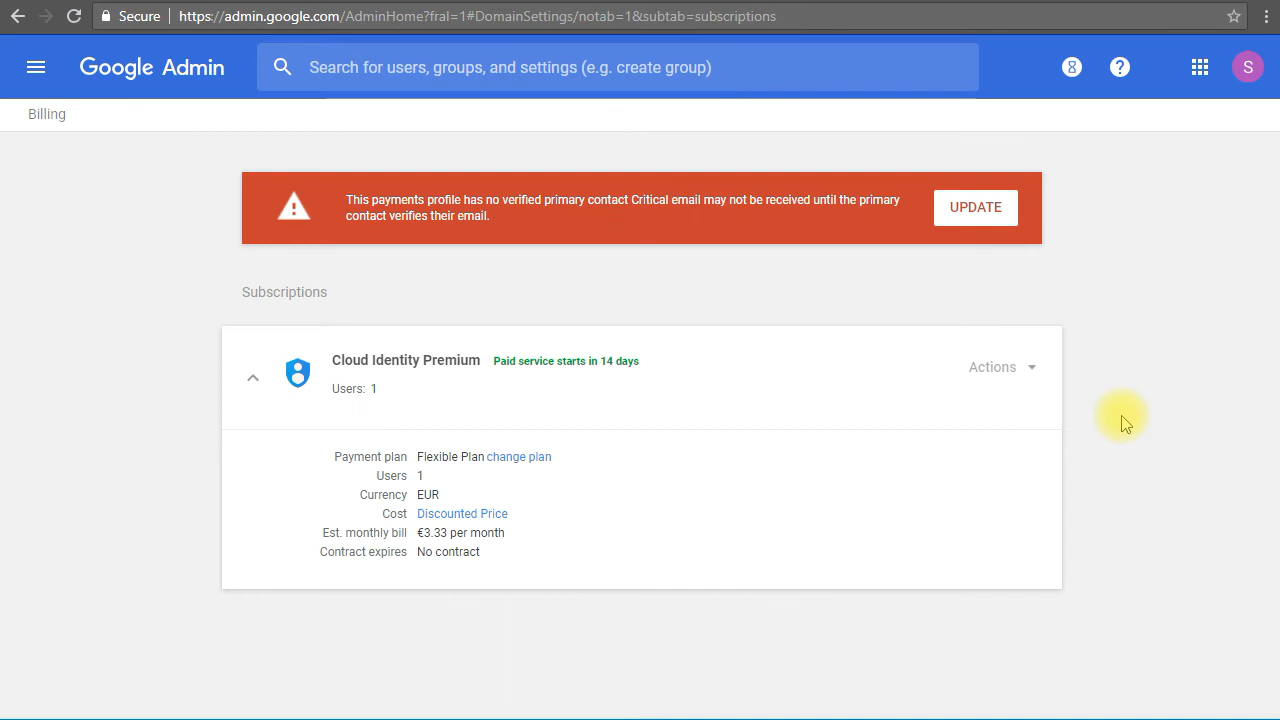 Secure https://admin.google.com/AdminHome?fral=1#DomainSettings/notab=1&subtab=subscriptions
Google Admin Search for users, groups, and settings (e.g. create group) ? S
Billing
This payments profile has no verified primary contact Critical email may not be received until the primary
contact verifies their email.
UPDATE
Subscriptions
Cloud Identity Premium Paid service starts in 14 days
Actions
Users: 1
Payment plan Flexible Plan change plan
Users 1
Currency EUR
Cost Discounted Price
Est. monthly bill €3.33 per month
Contract expires No contract